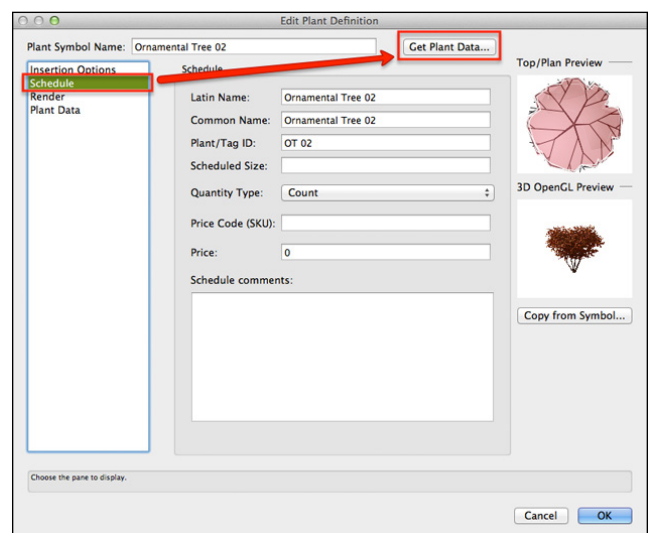 Edit Plant Definition
Plant Symbol Name: Ornamental Tree 02
Get Plant Data...
Insertion Options
Schedule
Render
Plant Data
Schedule
Latin Name: Ornamental Tree 02
Common Name: Ornamental Tree 02
Plant/Tag ID: OT 02
Scheduled Size:
Quantity Type: Count
Price Code (SKU):
Price: 0
Schedule comments:
Top/Plan Preview
3D OpenGL Preview
Copy from Symbol...
Choose the pane to display.
Cancel
OK